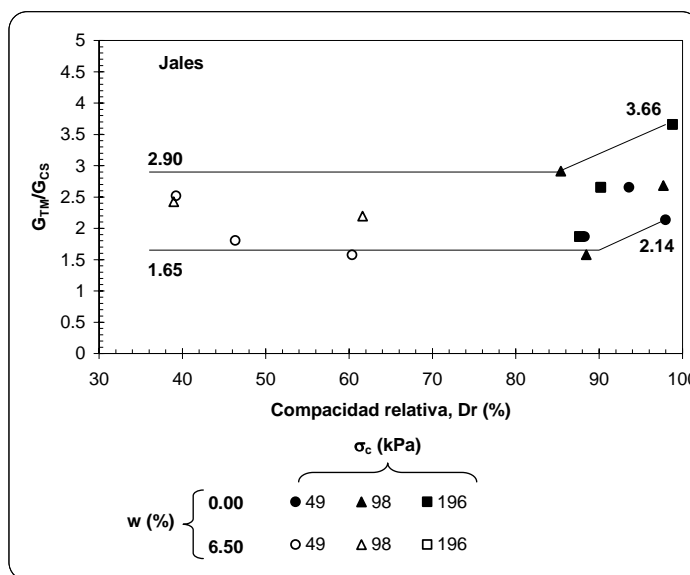 5
Jales
4.5
4
3.66
3.5
2.90
3
G_TM/G_CS
2.5
2
1.65
2.14
1.5
1
0.5
0
30 40 50 60 70 80 90 100
Compacidad relativa, Dr (%)
σc (kPa)
0.00 49 98 196
w (%)
6.50 49 98 196